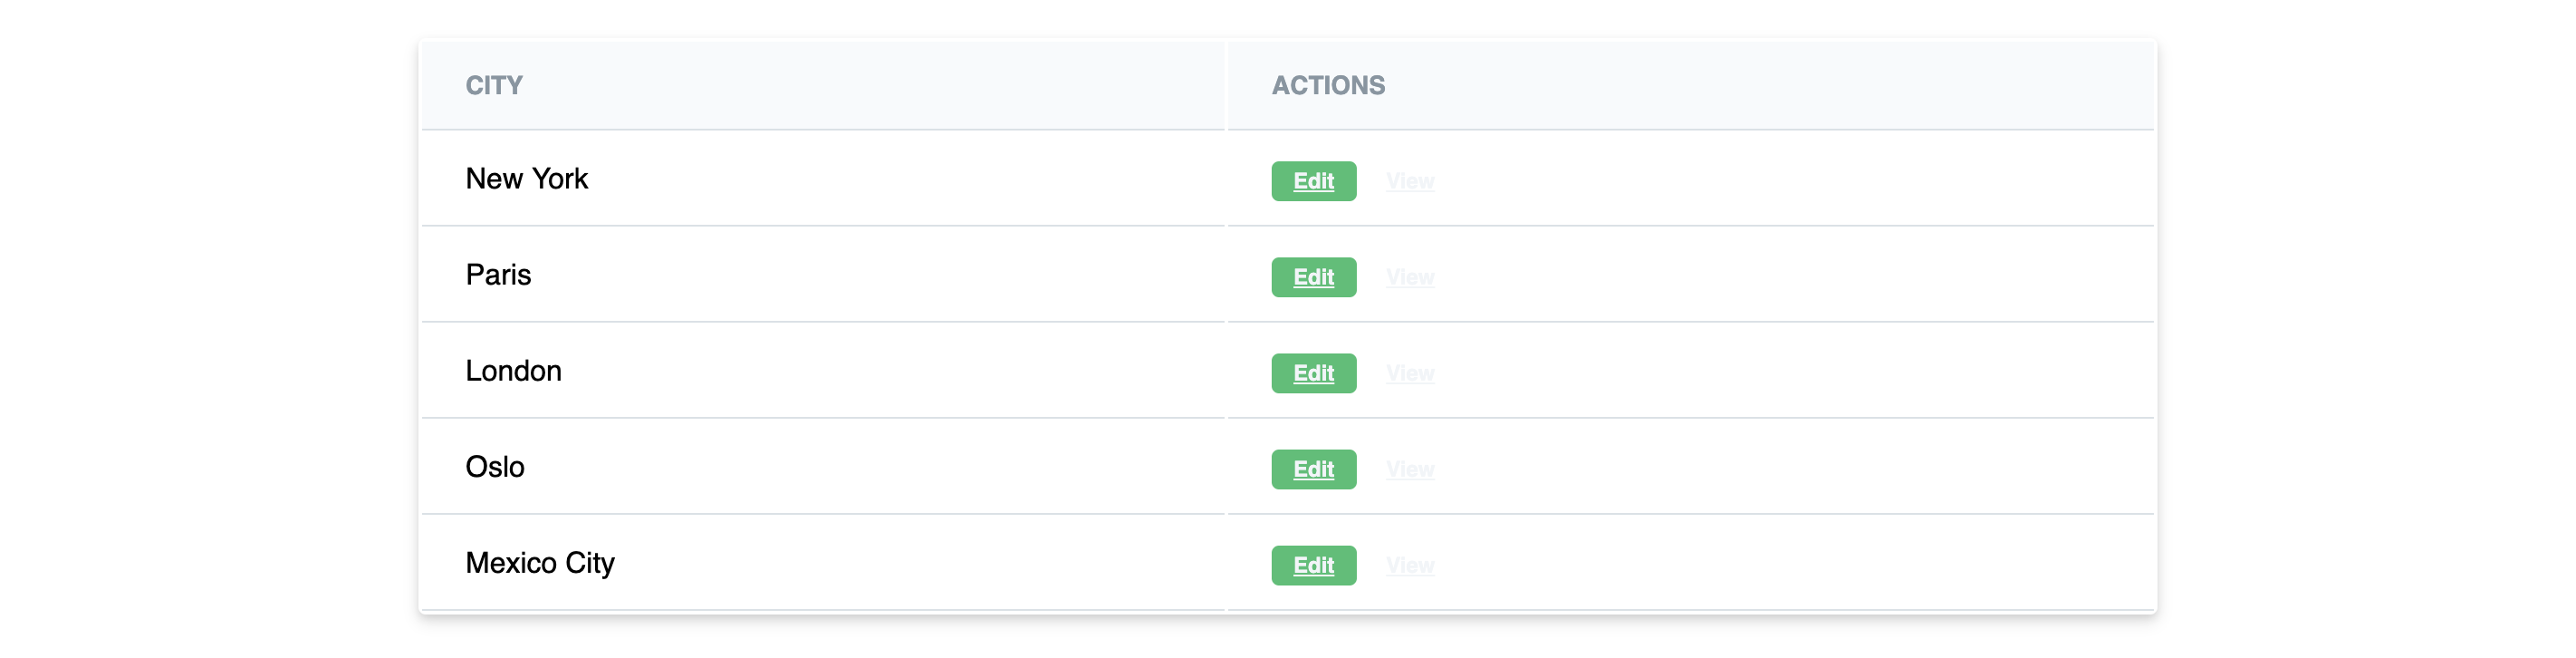 CITY ACTIONS
New York Edit View
Paris Edit View
London Edit View
Oslo Edit View
Mexico City Edit View